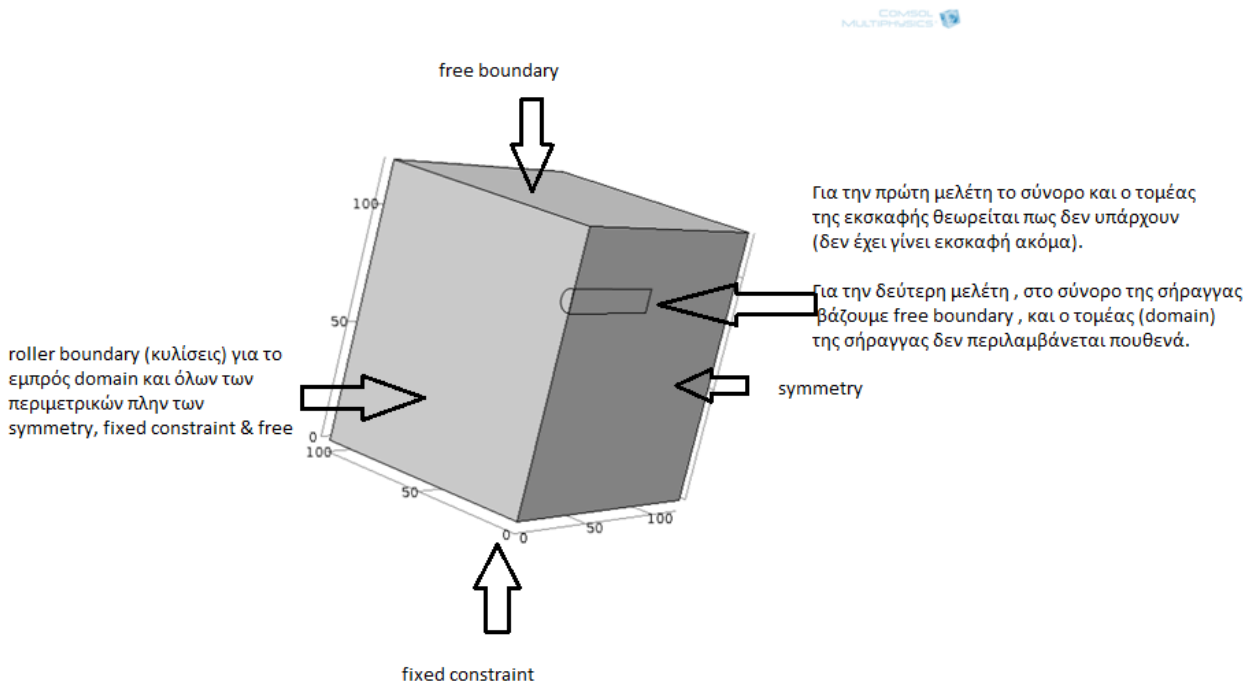 COMSOL
MULTIPHYSICS
free boundary
Για την πρώτη μελέτη το σύνορο και ο τομέας
της εκσκαφής θεωρείται πως δεν υπάρχουν
(δεν έχει γίνει εκσκαφή ακόμα).
Για την δεύτερη μελέτη , στο σύνορο της σήραγγας
βάζουμε free boundary , και ο τομέας (domain)
της σήραγγας δεν περιλαμβάνεται πουθενά.
roller boundary (κυλίσεις) για το
εμπρός domain και όλων των
περιμετρικών πλην των
symmetry, fixed constraint & free
symmetry
100
50
0
100
50
0
0
50
100
fixed constraint